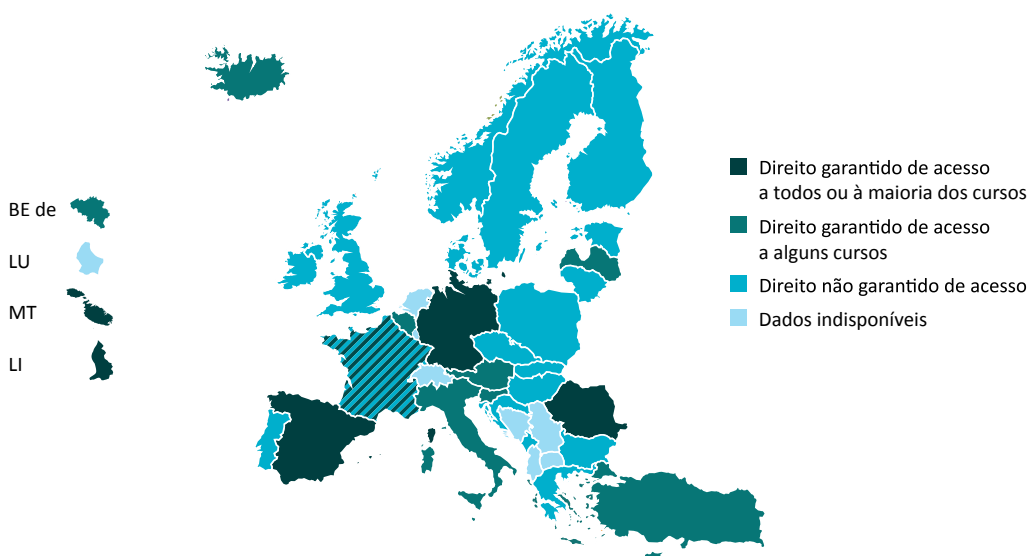 BE de
LU
MT
LI
Direito garantido de acesso
a todos ou à maioria dos cursos
Direito garantido de acesso
a alguns cursos
Direito não garantido de acesso
Dados indisponíveis